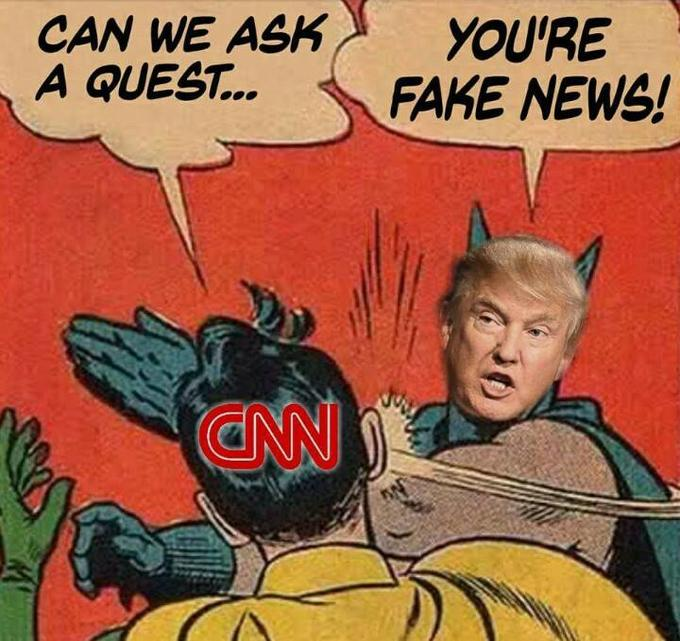 CAN WE ASK
A QUEST...
YOU'RE
FAKE NEWS!
CNN